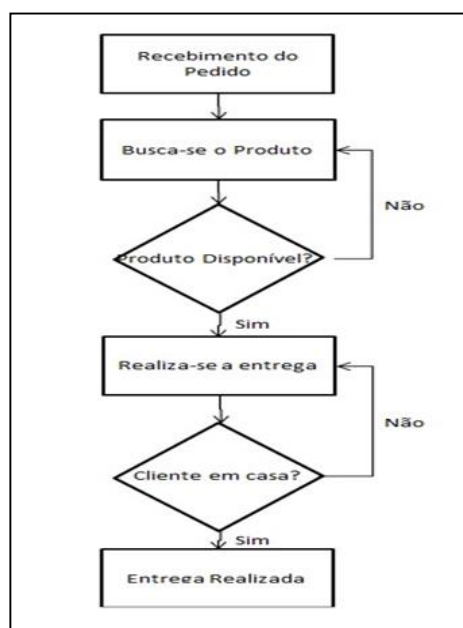 Recebimento do
Pedido
Busca-se o Produto
Não
Produto Disponível?
Sim
Realiza-se a entrega
Não
Cliente em casa?
Sim
Entrega Realizada